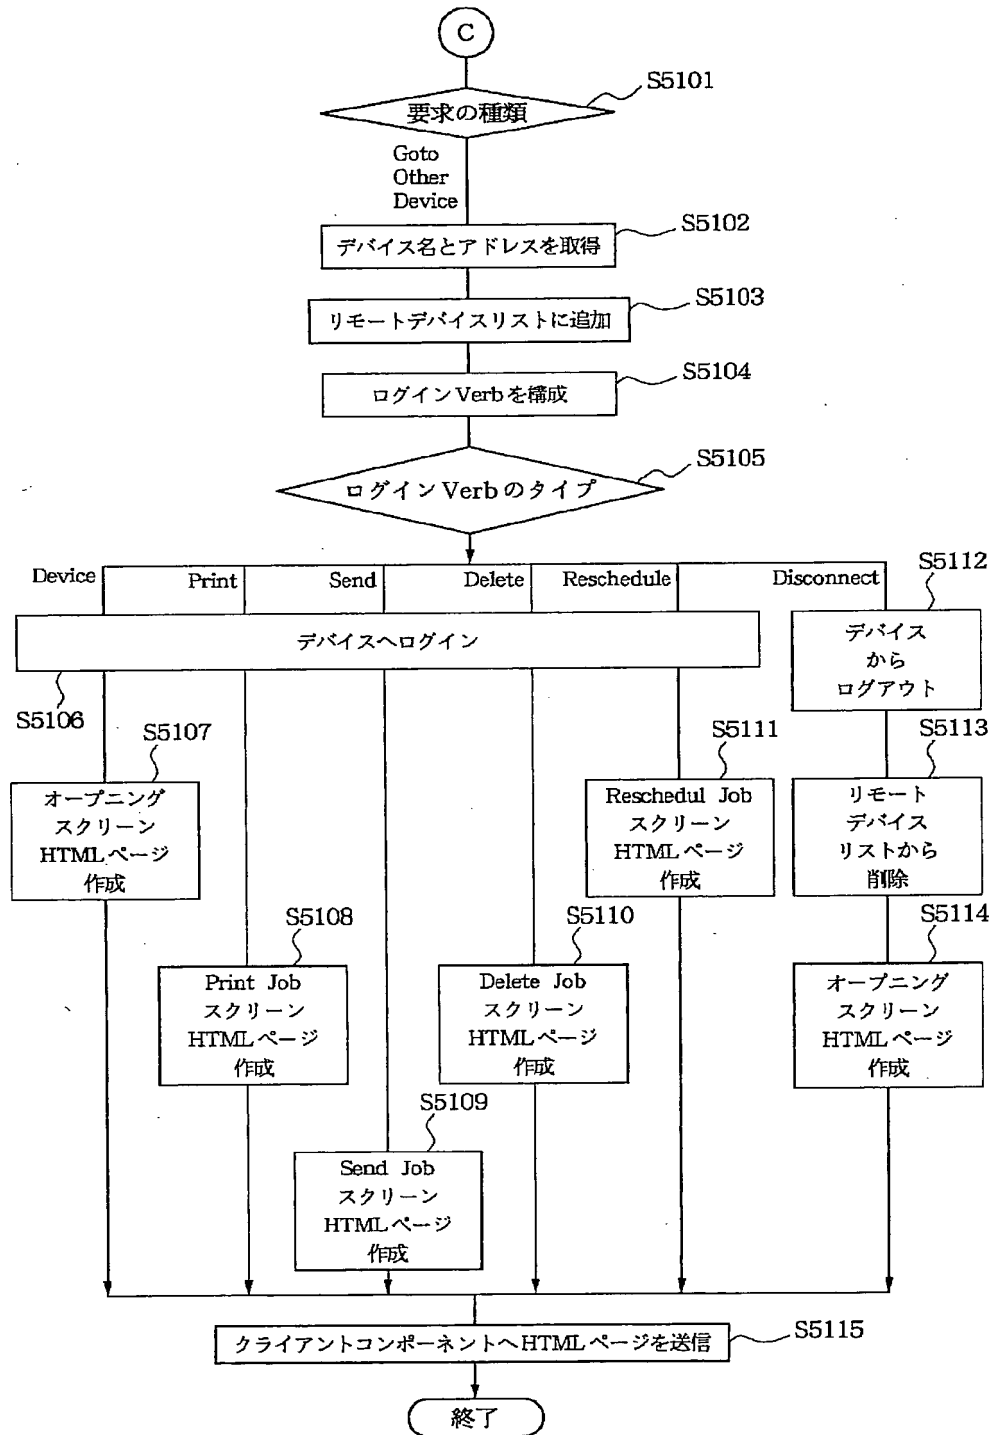 C
S5101
要求の種類
Goto
Other
Device
S5102
デバイス名とアドレスを取得
S5103
リモートデバイスリストに追加
S5104
ログインVerbを構成
S5105
ログインVerbのタイプ
Device
Print
Send
Delete
Reschedule
Disconnect
S5112
デバイスへログイン
デバイス
から
ログアウト
S5106
S5107
オープニング
スクリーン
HTMLページ
作成
S5111
Reschedul Job
スクリーン
HTMLページ
作成
S5113
リモート
デバイス
リストから
削除
S5108
Print Job
スクリーン
HTMLページ
作成
S5110
Delete Job
スクリーン
HTMLページ
作成
S5114
オープニング
スクリーン
HTMLページ
作成
S5109
Send Job
スクリーン
HTMLページ
作成
クライアントコンポーネントへHTMLページを送信
S5115
終了